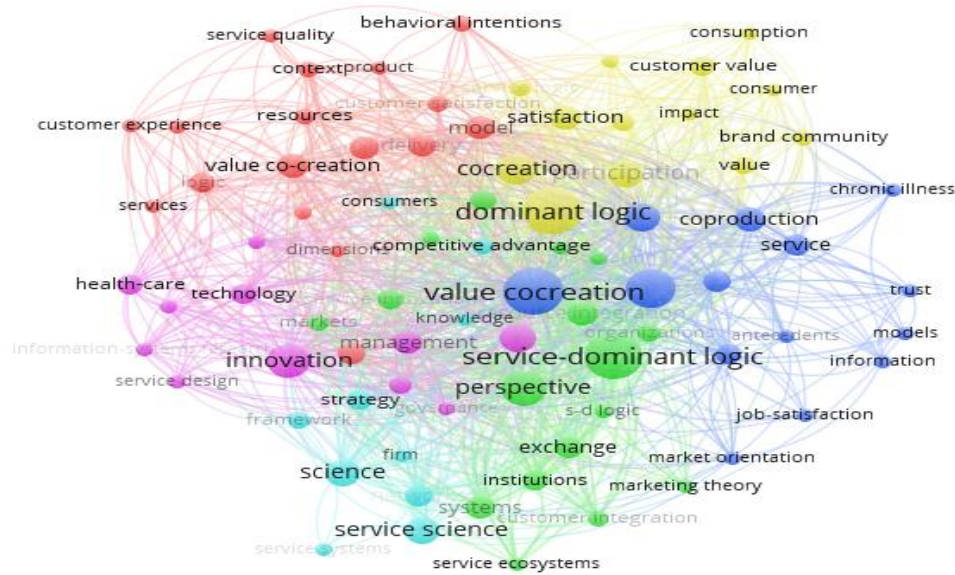 behavioral intentions
service quality
consumption
context
product
customer value
customer satisfaction
consumer
resources
satisfaction
impact
customer experience
model
brand community
delivery
value co-creation
cocreation
value
participation
logic
chronic illness
services
consumers
dominant logic
coproduction
competitive advantage
service
dimensions
health-care
technology
value cocreation
trust
markets
knowledge
integration
organizations
antecedents
models
management
information-systems
innovation
service-dominant logic
information
service design
strategy
perspective
governance
s-d logic
framework
job-satisfaction
firm
exchange
science
market orientation
institutions
marketing theory
systems
customer integration
service science
service systems
service ecosystems